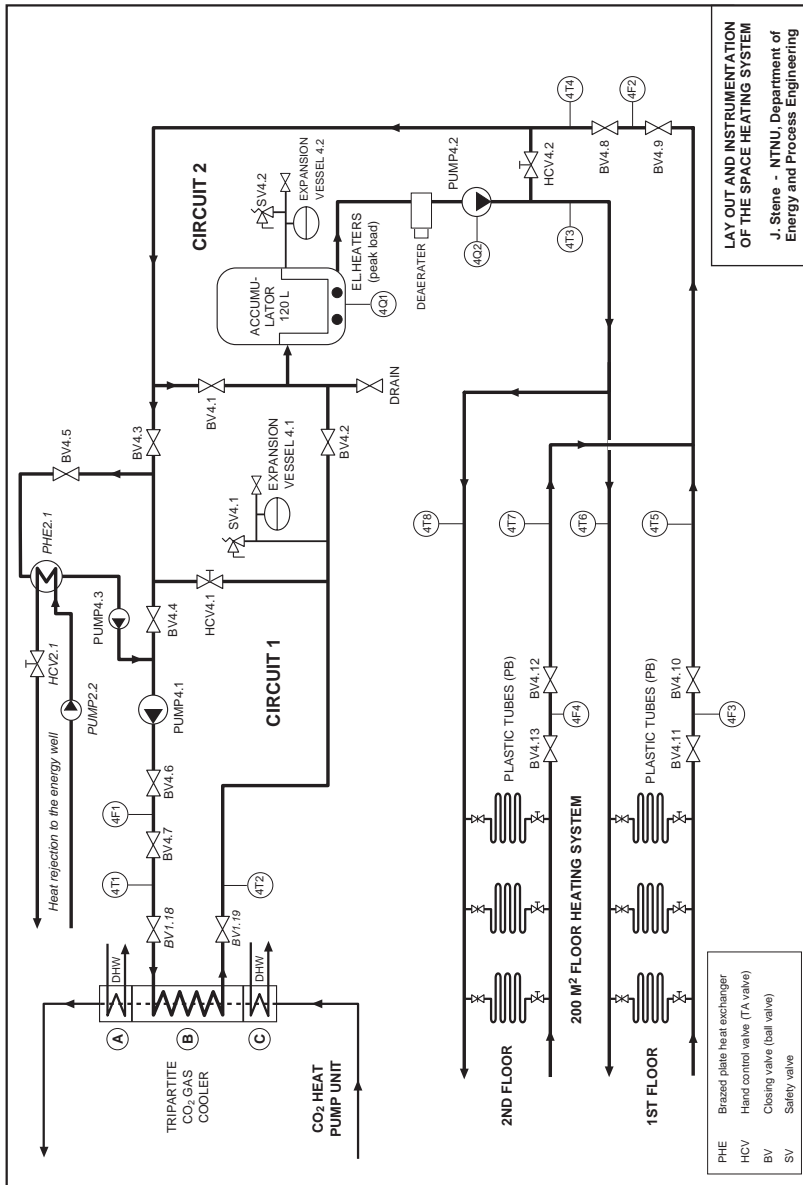 LAY OUT AND INSTRUMENTATION
OF THE SPACE HEATING SYSTEM
J. Stene - NTNU, Department of
Energy and Process Engineering
Heat rejection to the energy well
HCV2.1
PUMP2.2
PHE2.1
PUMP4.3
BV4.5
BV4.3
BV4.4
BV4.1
PUMP4.1
BV4.6
4F1
BV4.7
4T1
BV1.18
BV1.19
4T2
HCV4.1
SV4.1
EXPANSION
VESSEL 4.1
BV4.2
DRAIN
CIRCUIT 1
CIRCUIT 2
ACCUMU-
LATOR
120 L
SV4.2
EXPANSION
VESSEL 4.2
EL.HEATERS
(peak load)
4Q1
DEAERATER
PUMP4.2
4Q2
HCV4.2
4T3
4T4
BV4.8
4F2
BV4.9
DHW
DHW
A
B
C
TRIPARTITE
CO2 GAS
COOLER
CO2 HEAT
PUMP UNIT
4T8
4T7
4T6
4T5
PLASTIC TUBES (PB)
BV4.13
4F4
BV4.12
2ND FLOOR
200 M2 FLOOR HEATING SYSTEM
PLASTIC TUBES (PB)
BV4.11
4F3
BV4.10
1ST FLOOR
PHE Brazed plate heat exchanger
HCV Hand control valve (TA valve)
BV Closing valve (ball valve)
SV Safety valve